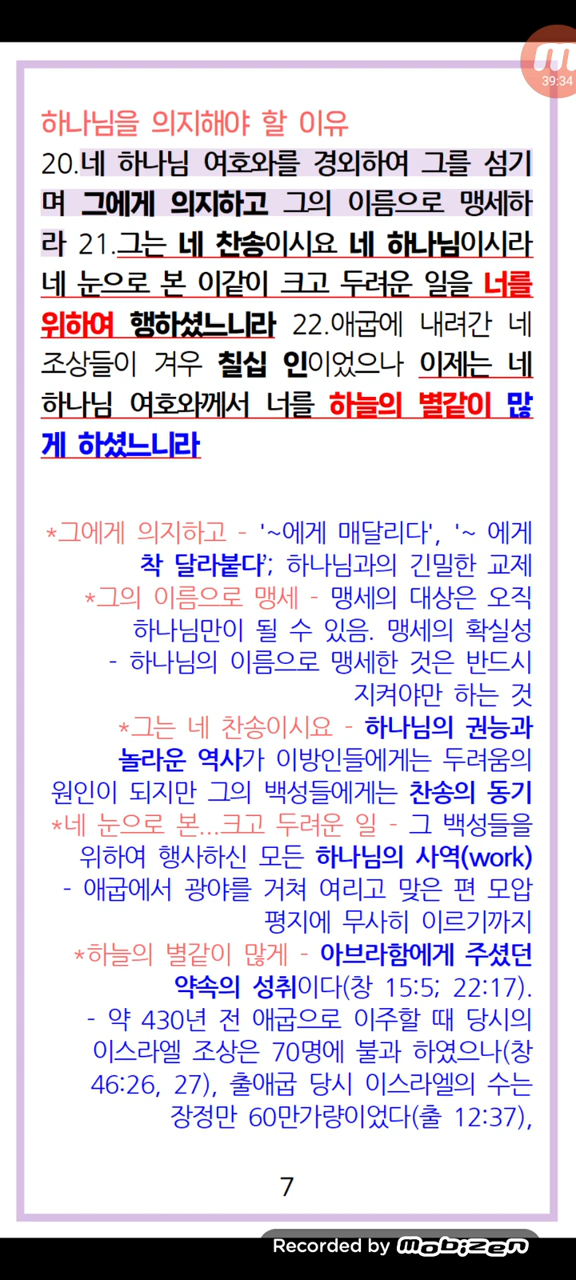 39:34
하나님을 의지해야 할 이유
20.네 하나님 여호와를 경외하여 그를 섬기
며 그에게 의지하고 그의 이름으로 맹세하
라 21.그는 네 찬송이시요 네 하나님이시라
네 눈으로 본 이같이 크고 두려운 일을 너를
위하여 행하셨느니라 22.애굽에 내려간 네
조상들이 겨우 칠십 인이었으나 이제는 네
하나님 여호와께서 너를 하늘의 별같이 많
게 하셨느니라
*그에게 의지하고 - '~에게 매달리다', '~ 에게
착 달라붙다'; 하나님과의 긴밀한 교제
*그의 이름으로 맹세 - 맹세의 대상은 오직
하나님만이 될 수 있음. 맹세의 확실성
- 하나님의 이름으로 맹세한 것은 반드시
지켜야만 하는 것
*그는 네 찬송이시요 - 하나님의 권능과
놀라운 역사가 이방인들에게는 두려움의
원인이 되지만 그의 백성들에게는 찬송의 동기
*네 눈으로 본...크고 두려운 일 - 그 백성들을
위하여 행사하신 모든 하나님의 사역(work)
- 애굽에서 광야를 거쳐 여리고 맞은 편 모압
평지에 무사히 이르기까지
*하늘의 별같이 많게 - 아브라함에게 주셨던
약속의 성취이다(창 15:5; 22:17).
- 약 430년 전 애굽으로 이주할 때 당시의
이스라엘 조상은 70명에 불과 하였으나(창
46:26, 27), 출애굽 당시 이스라엘의 수는
장정만 60만가량이었다(출 12:37),
7
Recorded by mobizen